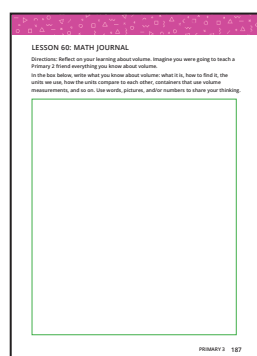 LESSON 60: MATH JOURNAL
Directions: Reflect on your learning about volume. Imagine you were going to teach a
Primary 2 friend everything you know about volume.
In the box below, write what you know about volume: what it is, how to find it, the
units we use, how the units compare to each other, containers that use volume
measurements, and so on. Use words, pictures, and/or numbers to share your thinking.
PRIMARY 3 187